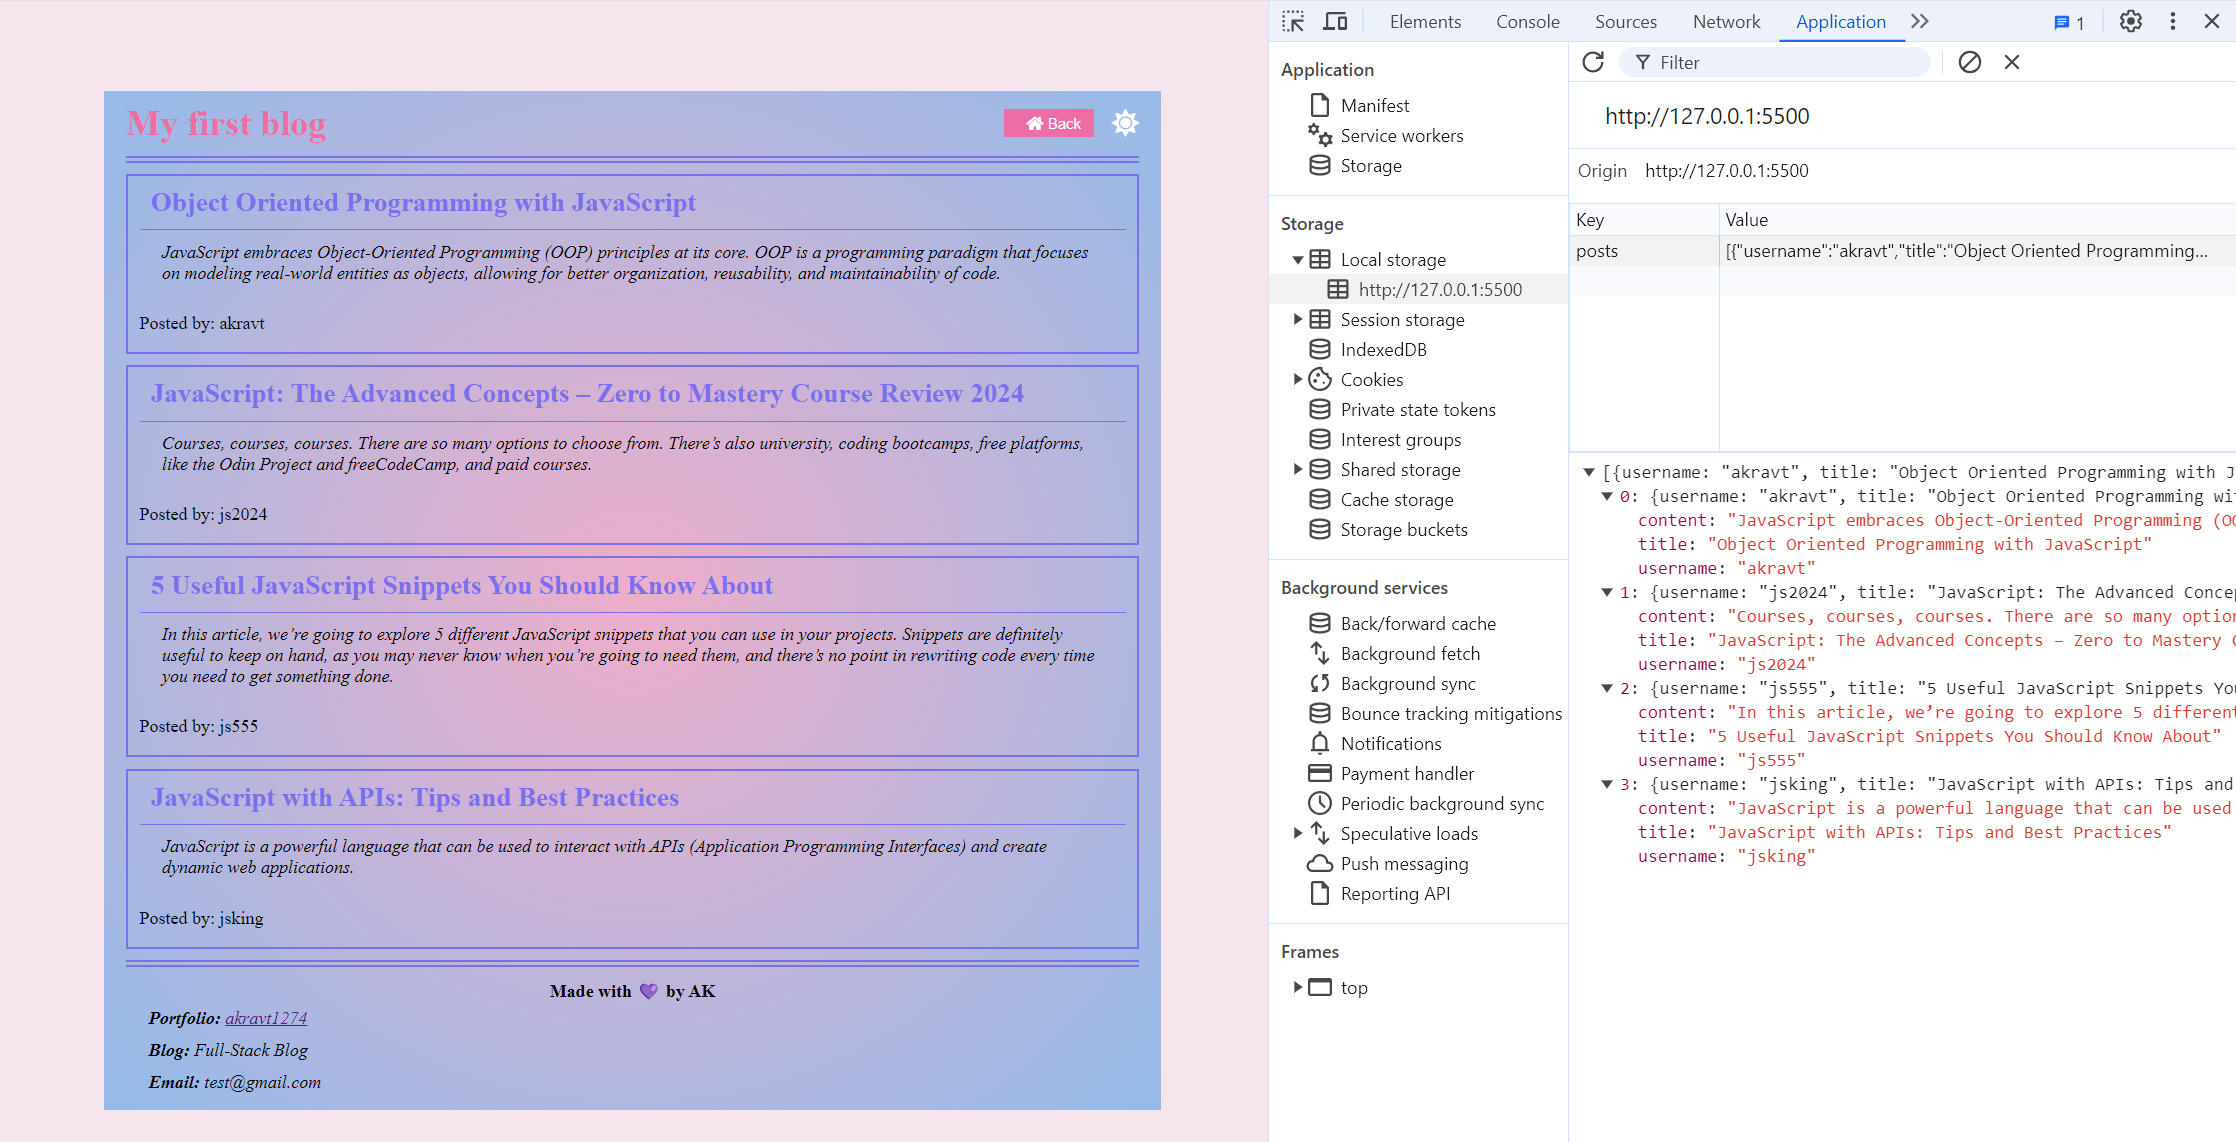 My first blog
Back
Object Oriented Programming with JavaScript
JavaScript embraces Object-Oriented Programming (OOP) principles at its core. OOP is a programming paradigm that focuses
on modeling real-world entities as objects, allowing for better organization, reusability, and maintainability of code.
Posted by: akravt
JavaScript: The Advanced Concepts – Zero to Mastery Course Review 2024
Courses, courses, courses. There are so many options to choose from. There’s also university, coding bootcamps, free platforms,
like the Odin Project and freeCodeCamp, and paid courses.
Posted by: js2024
5 Useful JavaScript Snippets You Should Know About
In this article, we’re going to explore 5 different JavaScript snippets that you can use in your projects. Snippets are definitely
useful to keep on hand, as you may never know when you’re going to need them, and there’s no point in rewriting code every time
you need to get something done.
Posted by: js555
JavaScript with APIs: Tips and Best Practices
JavaScript is a powerful language that can be used to interact with APIs (Application Programming Interfaces) and create
dynamic web applications.
Posted by: jsking
Made with 💜 by AK
Portfolio: akravt1274
Blog: Full-Stack Blog
Email: test@gmail.com
Elements Console Sources Network Application 1
Application
Manifest
Service workers
Storage
Storage
Local storage
http://127.0.0.1:5500
Session storage
IndexedDB
Cookies
Private state tokens
Interest groups
Shared storage
Cache storage
Storage buckets
Background services
Back/forward cache
Background fetch
Background sync
Bounce tracking mitigations
Notifications
Payment handler
Periodic background sync
Speculative loads
Push messaging
Reporting API
Frames
top
Filter
http://127.0.0.1:5500
Origin http://127.0.0.1:5500
Key Value
posts [{"username":"akravt","title":"Object Oriented Programming...
[{username: "akravt", title: "Object Oriented Programming with J
0: {username: "akravt", title: "Object Oriented Programming wi
content: "JavaScript embraces Object-Oriented Programming (OO
title: "Object Oriented Programming with JavaScript"
username: "akravt"
1: {username: "js2024", title: "JavaScript: The Advanced Concep
content: "Courses, courses, courses. There are so many option
title: "JavaScript: The Advanced Concepts – Zero to Mastery C
username: "js2024"
2: {username: "js555", title: "5 Useful JavaScript Snippets You
content: "In this article, we’re going to explore 5 different
title: "5 Useful JavaScript Snippets You Should Know About"
username: "js555"
3: {username: "jsking", title: "JavaScript with APIs: Tips and
content: "JavaScript is a powerful language that can be used
title: "JavaScript with APIs: Tips and Best Practices"
username: "jsking"